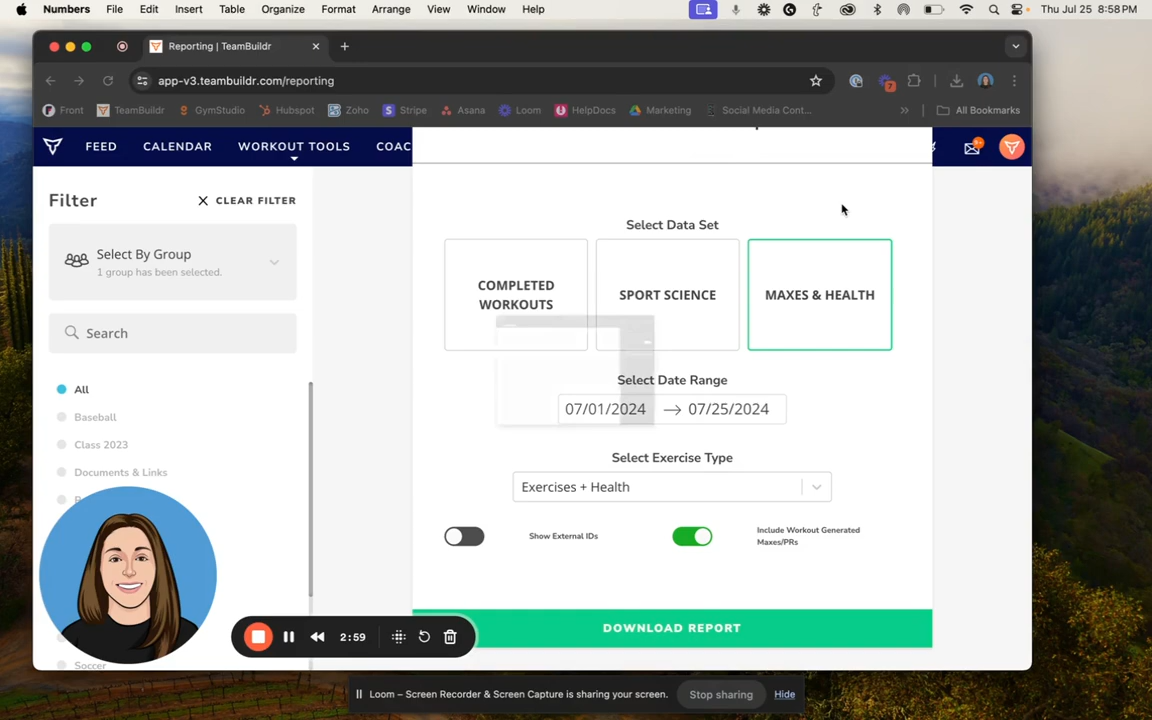 Numbers File Edit Insert Table Organize Format Arrange View Window Help Thu Jul 25 8:58 PM
Reporting | TeamBuildr
app-v3.teambuildr.com/reporting
7
Front TeamBuildr GymStudio Hubspot Zoho Stripe Asana Loom HelpDocs Marketing Social Media Cont... All Bookmarks
FEED CALENDAR WORKOUT TOOLS COAC
9+
Filter CLEAR FILTER
Select By Group
1 group has been selected.
Search
All
Baseball
Class 2023
Documents & Links
Soccer
Select Data Set
COMPLETED
WORKOUTS
SPORT SCIENCE
MAXES & HEALTH
Select Date Range
07/01/2024 → 07/25/2024
Select Exercise Type
Exercises + Health
Show External IDs
Include Workout Generated
Maxes/PRs
DOWNLOAD REPORT
2:59
Loom – Screen Recorder & Screen Capture is sharing your screen. Stop sharing Hide